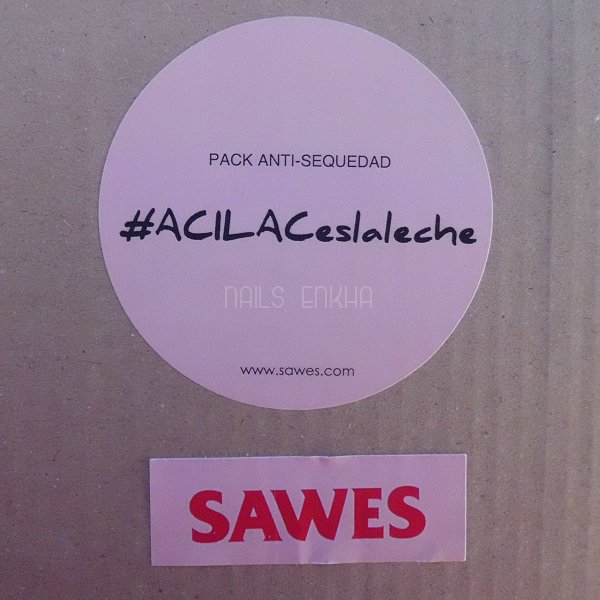 PACK ANTI-SEQUEDAD
#ACILACeslaleche
NAILS ENKHA
www.sawes.com
SAWES